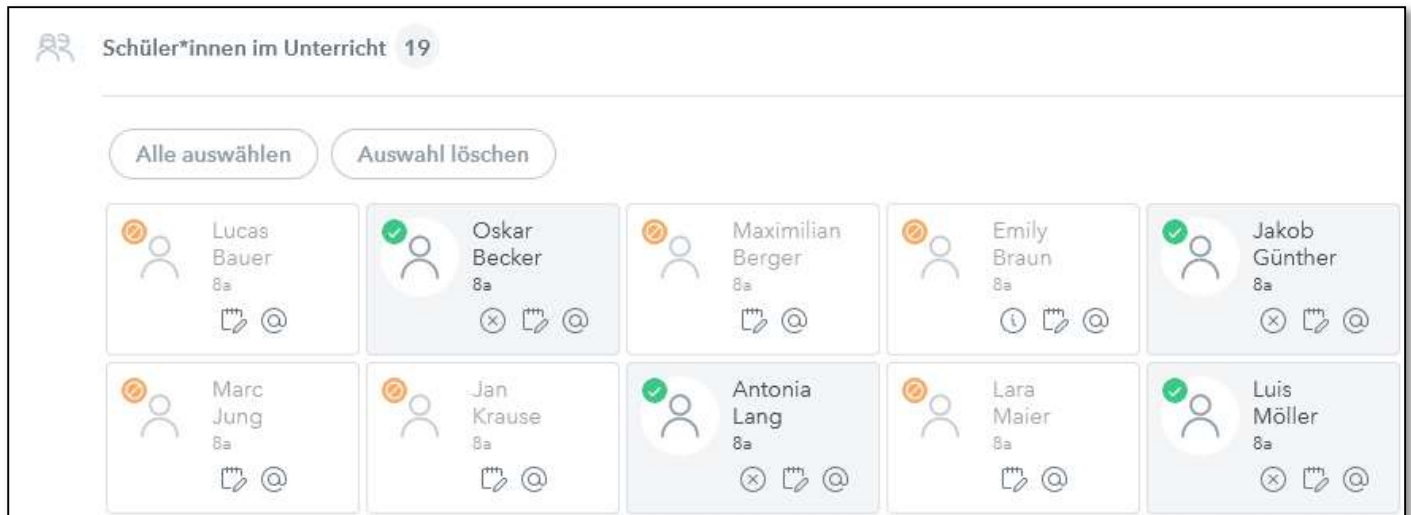 Schüler*innen im Unterricht 19
Alle auswählen Auswahl löschen
Lucas
Bauer
8a
Oskar
Becker
8a
Maximilian
Berger
8a
Emily
Braun
8a
Jakob
Günther
8a
Marc
Jung
8a
Jan
Krause
8a
Antonia
Lang
8a
Lara
Maier
8a
Luis
Möller
8a